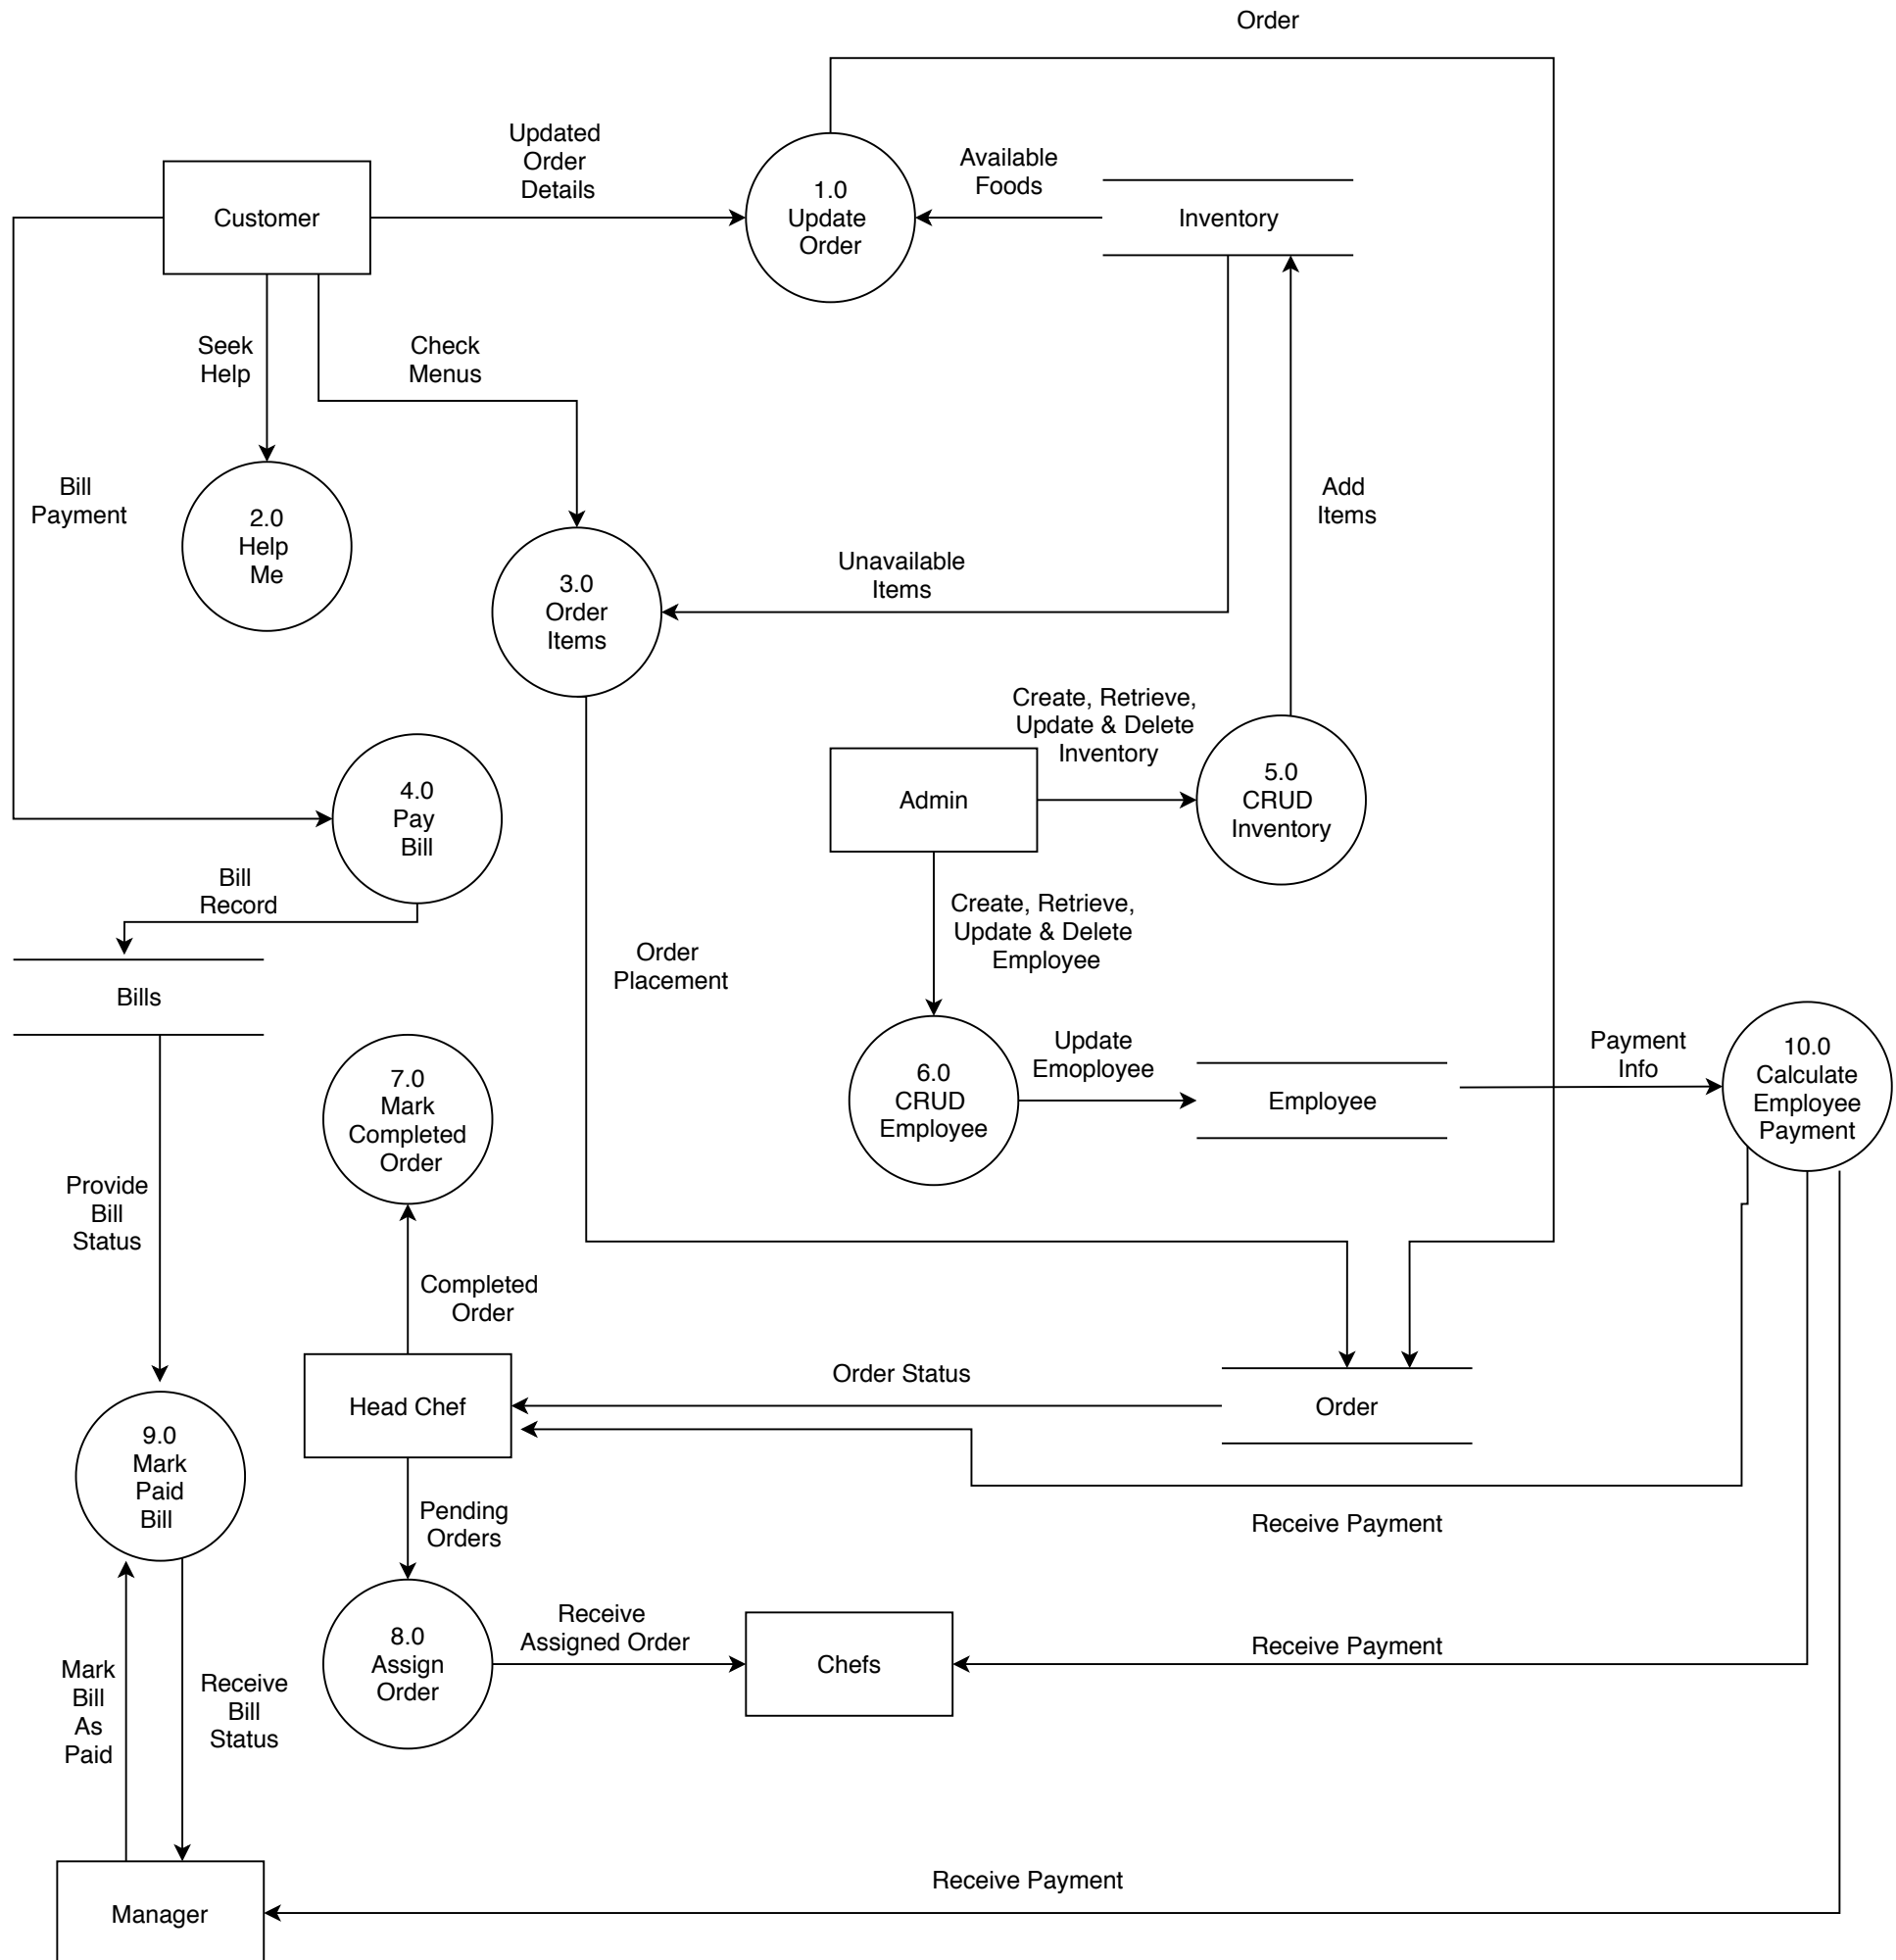 Order
Updated
Order
Details
Available
Foods
Customer
1.0
Update
Order
Inventory
Seek
Help
Check
Menus
Bill
Payment
2.0
Help
Me
Add
Items
3.0
Order
Items
Unavailable
Items
Create, Retrieve,
Update & Delete
Inventory
4.0
Pay
Bill
Admin
5.0
CRUD
Inventory
Bill
Record
Create, Retrieve,
Update & Delete
Employee
Order
Placement
Bills
7.0
Mark
Completed
Order
6.0
CRUD
Employee
Update
Emoployee
Employee
Payment
Info
10.0
Calculate
Employee
Payment
Provide
Bill
Status
Completed
Order
Head Chef
Order Status
Order
9.0
Mark
Paid
Bill
Pending
Orders
Receive Payment
8.0
Assign
Order
Receive
Assigned Order
Chefs
Receive Payment
Mark
Bill
As
Paid
Receive
Bill
Status
Manager
Receive Payment